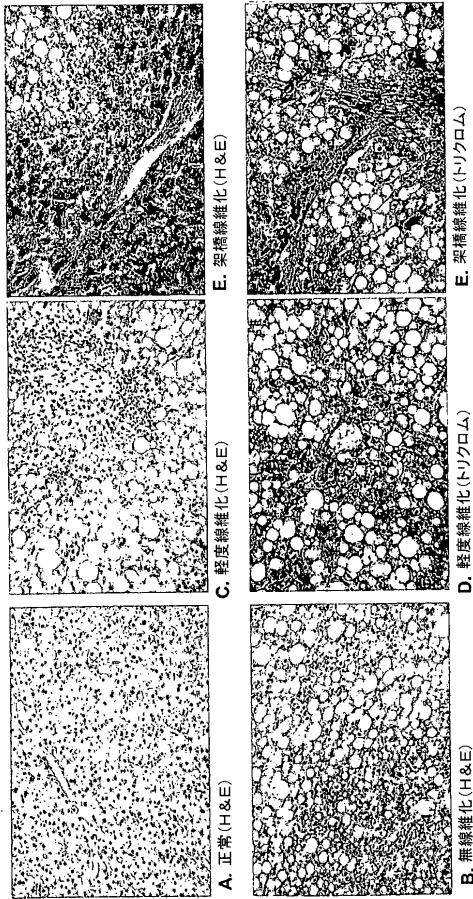 A. 正常(H&E)
C. 軽度線維化(H&E)
E. 架橋線維化(H&E)
B. 無線維化(H&E)
D. 軽度線維化(トリクロム)
E. 架橋線維化(トリクロム)